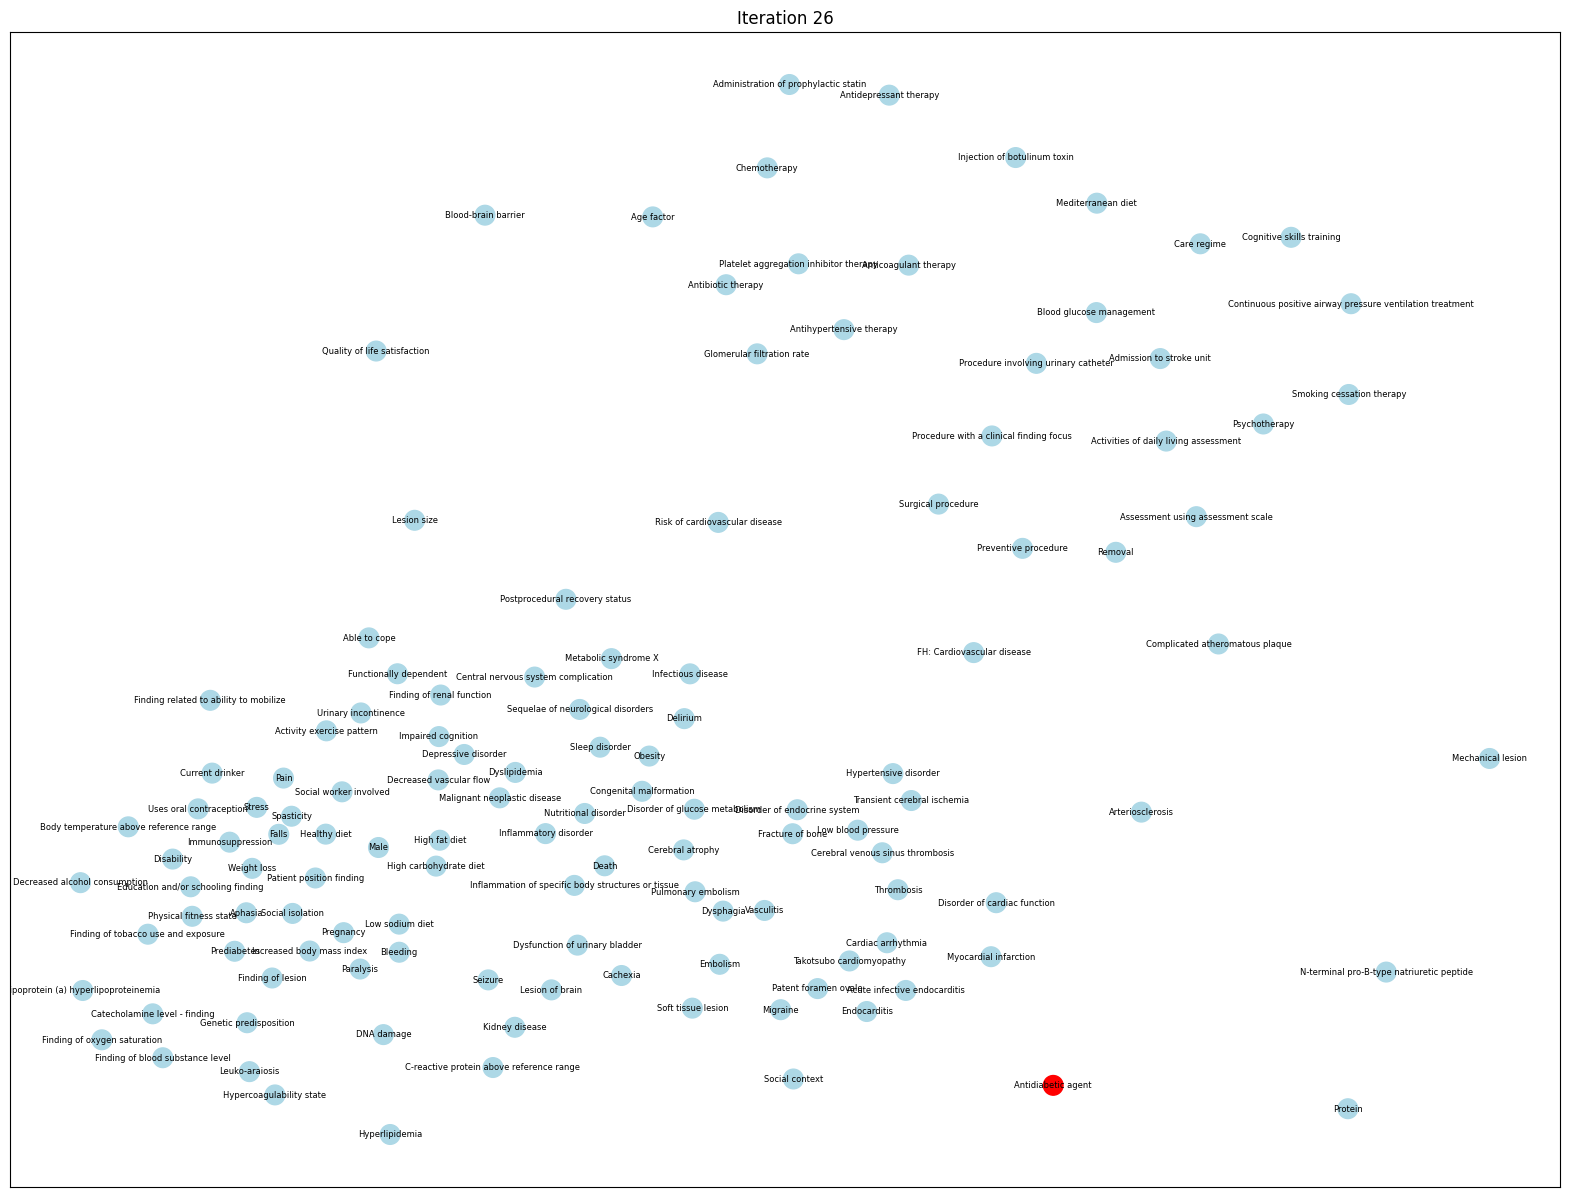 Iteration 26
Administration of prophylactic statin
Antidepressant therapy
Injection of botulinum toxin
Chemotherapy
Mediterranean diet
Blood-brain barrier
Age factor
Cognitive skills training
Care regime
Platelet aggregation inhibitor therapy
Anticoagulant therapy
Antibiotic therapy
Continuous positive airway pressure ventilation treatment
Blood glucose management
Antihypertensive therapy
Quality of life satisfaction
Glomerular filtration rate
Admission to stroke unit
Procedure involving urinary catheter
Smoking cessation therapy
Psychotherapy
Procedure with a clinical finding focus
Activities of daily living assessment
Surgical procedure
Assessment using assessment scale
Lesion size
Risk of cardiovascular disease
Preventive procedure
Removal
Postprocedural recovery status
Able to cope
Complicated atheromatous plaque
FH: Cardiovascular disease
Metabolic syndrome X
Functionally dependent
Central nervous system complication
Infectious disease
Finding of renal function
Finding related to ability to mobilize
Sequelae of neurological disorders
Urinary incontinence
Delirium
Activity exercise pattern
Impaired cognition
Sleep disorder
Depressive disorder
Obesity
Mechanical lesion
Current drinker
Dyslipidemia
Hypertensive disorder
Pain
Decreased vascular flow
Social worker involved
Congenital malformation
Malignant neoplastic disease
Transient cerebral ischemia
Uses oral contraception
Stress
Disorder of glucose metabolism
Disorder of endocrine system
Arteriosclerosis
Nutritional disorder
Spasticity
Body temperature above reference range
Low blood pressure
Falls
Healthy diet
Inflammatory disorder
Fracture of bone
High fat diet
Immunosuppression
Male
Cerebral atrophy
Cerebral venous sinus thrombosis
Disability
High carbohydrate diet
Death
Weight loss
Patient position finding
Decreased alcohol consumption
Education and/or schooling finding
Inflammation of specific body structures or tissue
Pulmonary embolism
Thrombosis
Disorder of cardiac function
Dysphagia
Vasculitis
Physical fitness state
Aphasia
Social isolation
Low sodium diet
Pregnancy
Finding of tobacco use and exposure
Cardiac arrhythmia
Dysfunction of urinary bladder
Prediabetes
Increased body mass index
Bleeding
Myocardial infarction
Takotsubo cardiomyopathy
Embolism
Paralysis
N-terminal pro-B-type natriuretic peptide
Cachexia
Finding of lesion
Seizure
Patent foramen ovale
Lesion of brain
Acute infective endocarditis
poprotein (a) hyperlipoproteinemia
Soft tissue lesion
Migraine
Endocarditis
Catecholamine level - finding
Genetic predisposition
Kidney disease
DNA damage
Finding of oxygen saturation
Finding of blood substance level
C-reactive protein above reference range
Leuko-araiosis
Social context
Antidiabetic agent
Hypercoagulability state
Protein
Hyperlipidemia